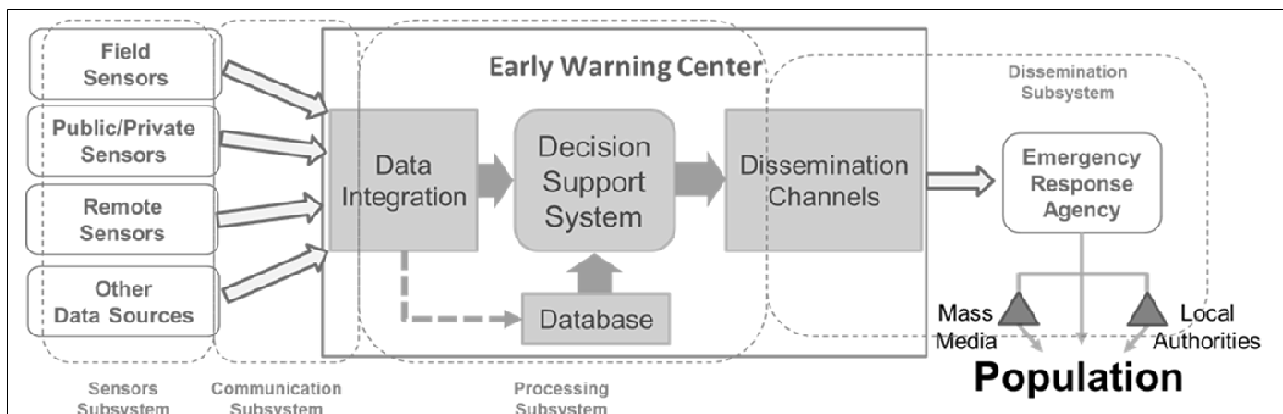 Field
Sensors
Public/Private
Sensors
Remote
Sensors
Other
Data Sources
Sensors
Subsystem
Communication
Subsystem
Early Warning Center
Data
Integration
Decision
Support
System
Database
Processing
Subsystem
Dissemination
Channels
Dissemination
Subsystem
Emergency
Response
Agency
Mass
Media
Local
Authorities
Population